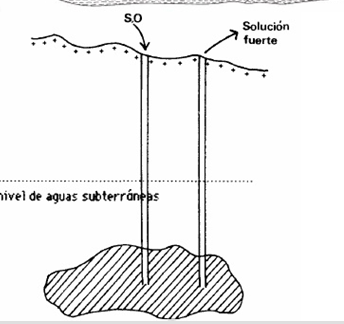 S.O
Solución
fuerte
nivel de aguas subterráneas